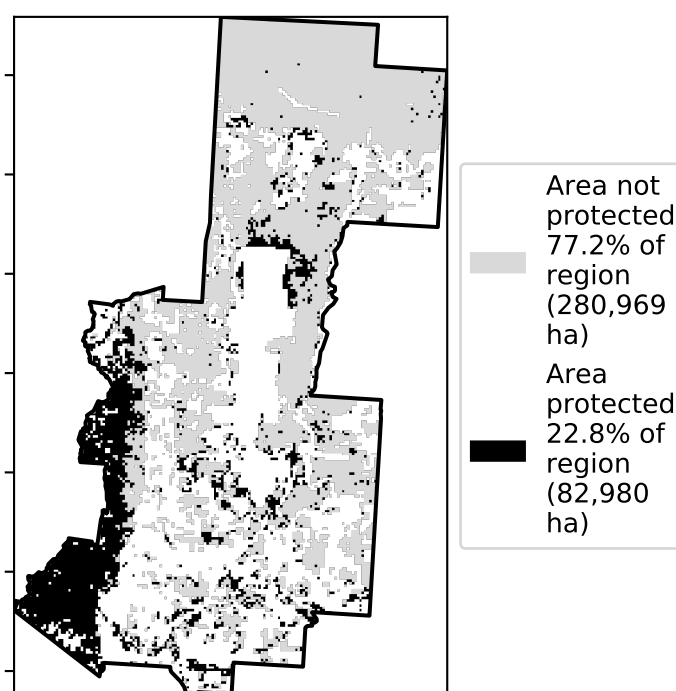 Area not
protected
77.2% of
region
(280,969
ha)
Area
protected
22.8% of
region
(82,980
ha)